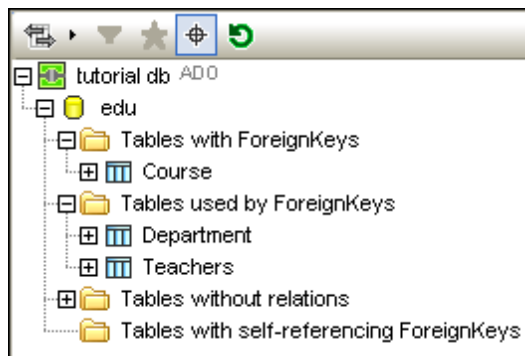 tutorial db ADO
edu
Tables with ForeignKeys
Course
Tables used by ForeignKeys
Department
Teachers
Tables without relations
Tables with self-referencing ForeignKeys